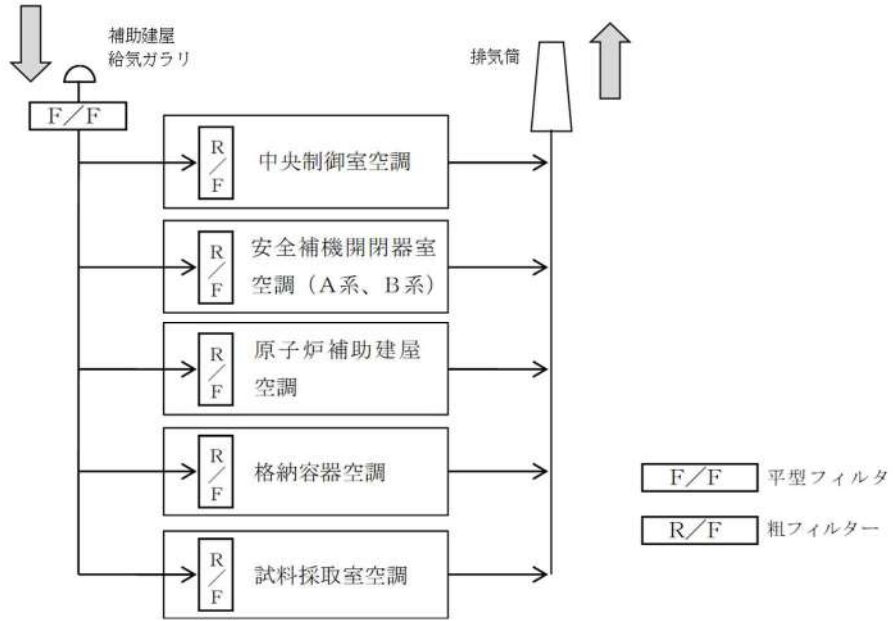 補助建屋
給気ガラリ
F/F
排気筒
R/F
中央制御室空調
R/F
安全補機開閉器室
空調(A系、B系)
R/F
原子炉補助建屋
空調
R/F
格納容器空調
R/F
試料採取室空調
F/F
平型フィルタ
R/F
粗フィルター